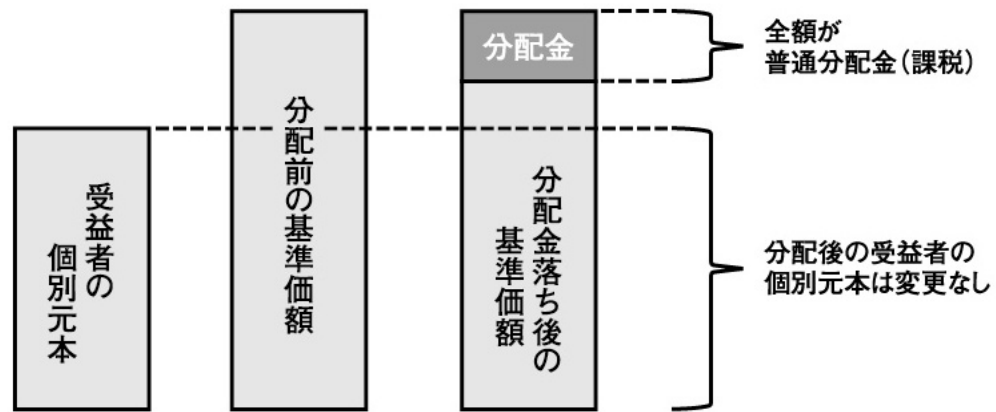 受益者の
個別元本
分配前の基準価額
分配金
分配金落ち後の
基準価額
全額が
普通分配金(課税)
分配後の受益者の
個別元本は変更なし